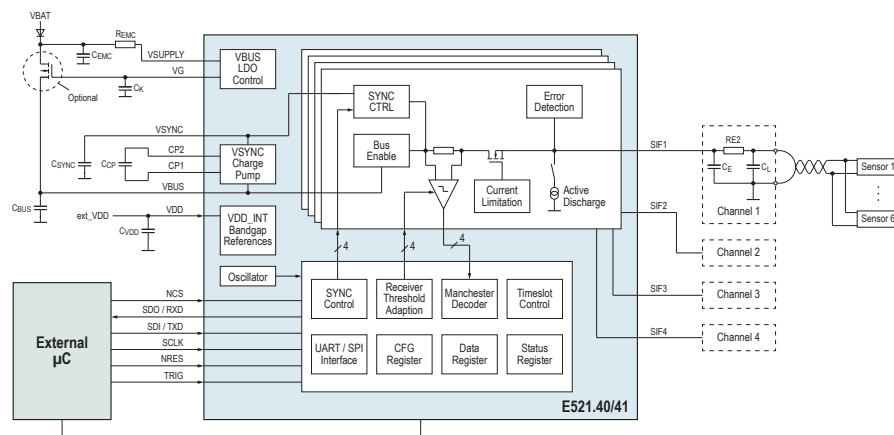 VBAT
REMC
CEMC
VSUPPLY
VG
Optional
CK
VBUS
LDO
Control
VSYNC
CSYNC
CP2
CCP
CP1
VSYNC
Charge
Pump
VBUS
CBUS
ext_VDD
VDD
CVDD
VDD_INT
Bandgap
References
Oscillator
SYNC
CTRL
Bus
Enable
Error
Detection
Current
Limitation
Active
Discharge
4
4
4
SIF1
SIF2
SIF3
SIF4
RE2
CE
CL
Channel 1
Channel 2
Channel 3
Channel 4
Sensor 1
Sensor 6
External
µC
NCS
SDO / RXD
SDI / TXD
SCLK
NRES
TRIG
SYNC
Control
Receiver
Threshold
Adaption
Manchester
Decoder
Timeslot
Control
UART / SPI
Interface
CFG
Register
Data
Register
Status
Register
E521.40/41